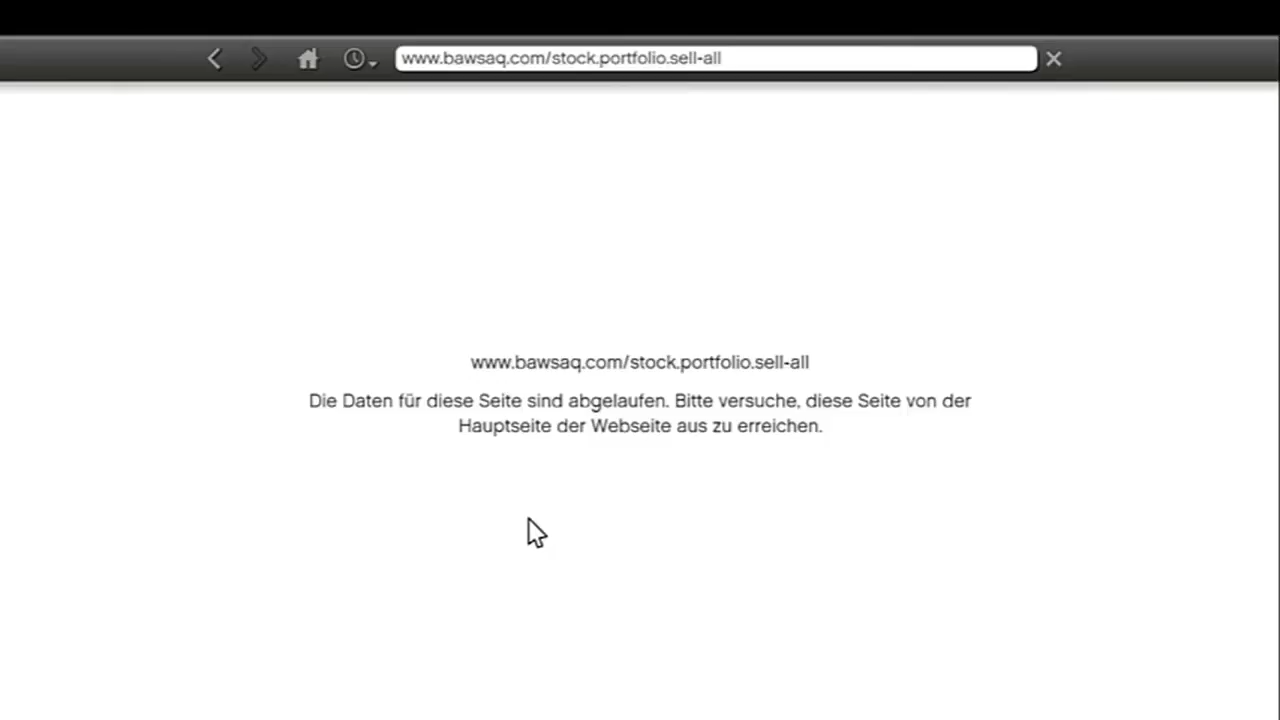 www.bawsaq.com/stock.portfolio.sell-all
www.bawsaq.com/stock.portfolio.sell-all
Die Daten für diese Seite sind abgelaufen. Bitte versuche, diese Seite von der
Hauptseite der Webseite aus zu erreichen.